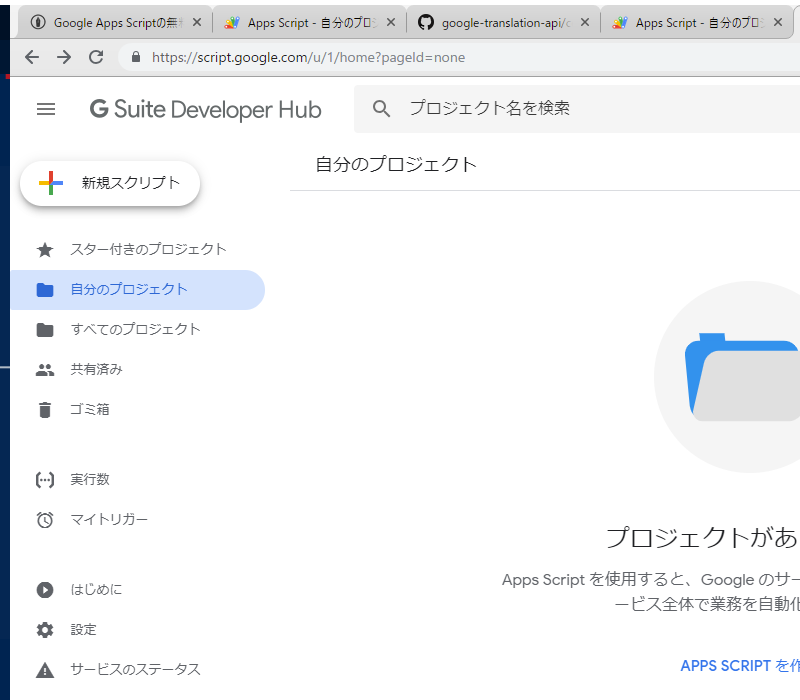 Google Apps Scriptの無
Apps Script - 自分のプロ
google-translation-api/
Apps Script - 自分のプロ
https://script.google.com/u/1/home?pageId=none
G Suite Developer Hub
プロジェクト名を検索
新規スクリプト
自分のプロジェクト
スター付きのプロジェクト
自分のプロジェクト
すべてのプロジェクト
共有済み
ゴミ箱
実行数
マイトリガー
はじめに
設定
サービスのステータス
プロジェクトがあ
Apps Script を使用すると、Google のサー
ービス全体で業務を自動化
APPS SCRIPT を作